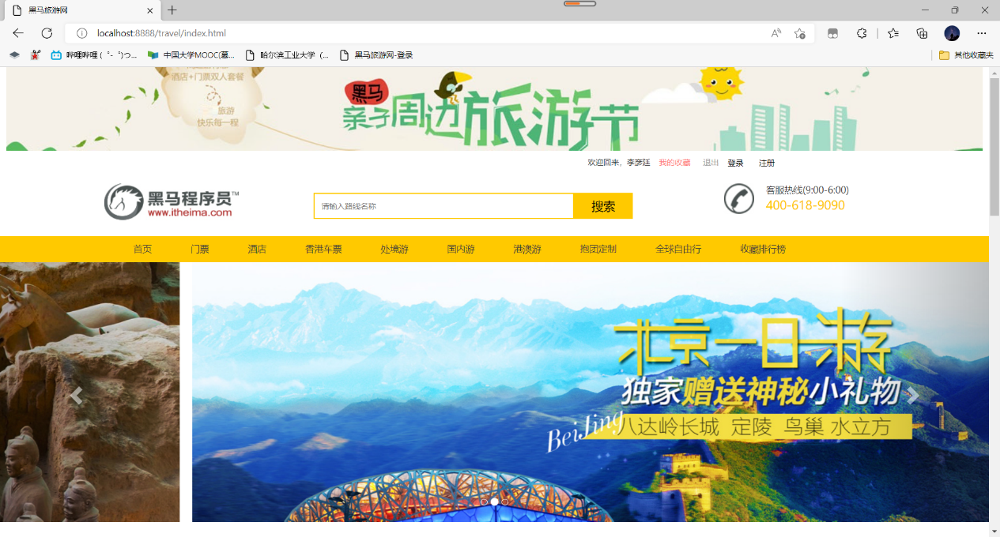 黑马旅游网
localhost:8888/travel/index.html
哔哩哔哩 ( ゜- ゜)つ...
中国大学MOOC(慕...
哈尔滨工业大学（...
黑马旅游网-登录
其他收藏夹
酒店+门票双人套餐
旅游
快乐每一程
黑马
亲子周边旅游节
欢迎回来，李彦廷 我的收藏 退出 登录 注册
黑马程序员™
www.itheima.com
请输入路线名称
搜索
客服热线(9:00-6:00)
400-618-9090
首页 门票 酒店 香港车票 处境游 国内游 港澳游 抱团定制 全球自由行 收藏排行榜
北京一日游
独家赠送神秘小礼物
BeiJing
八达岭长城 定陵 鸟巢 水立方